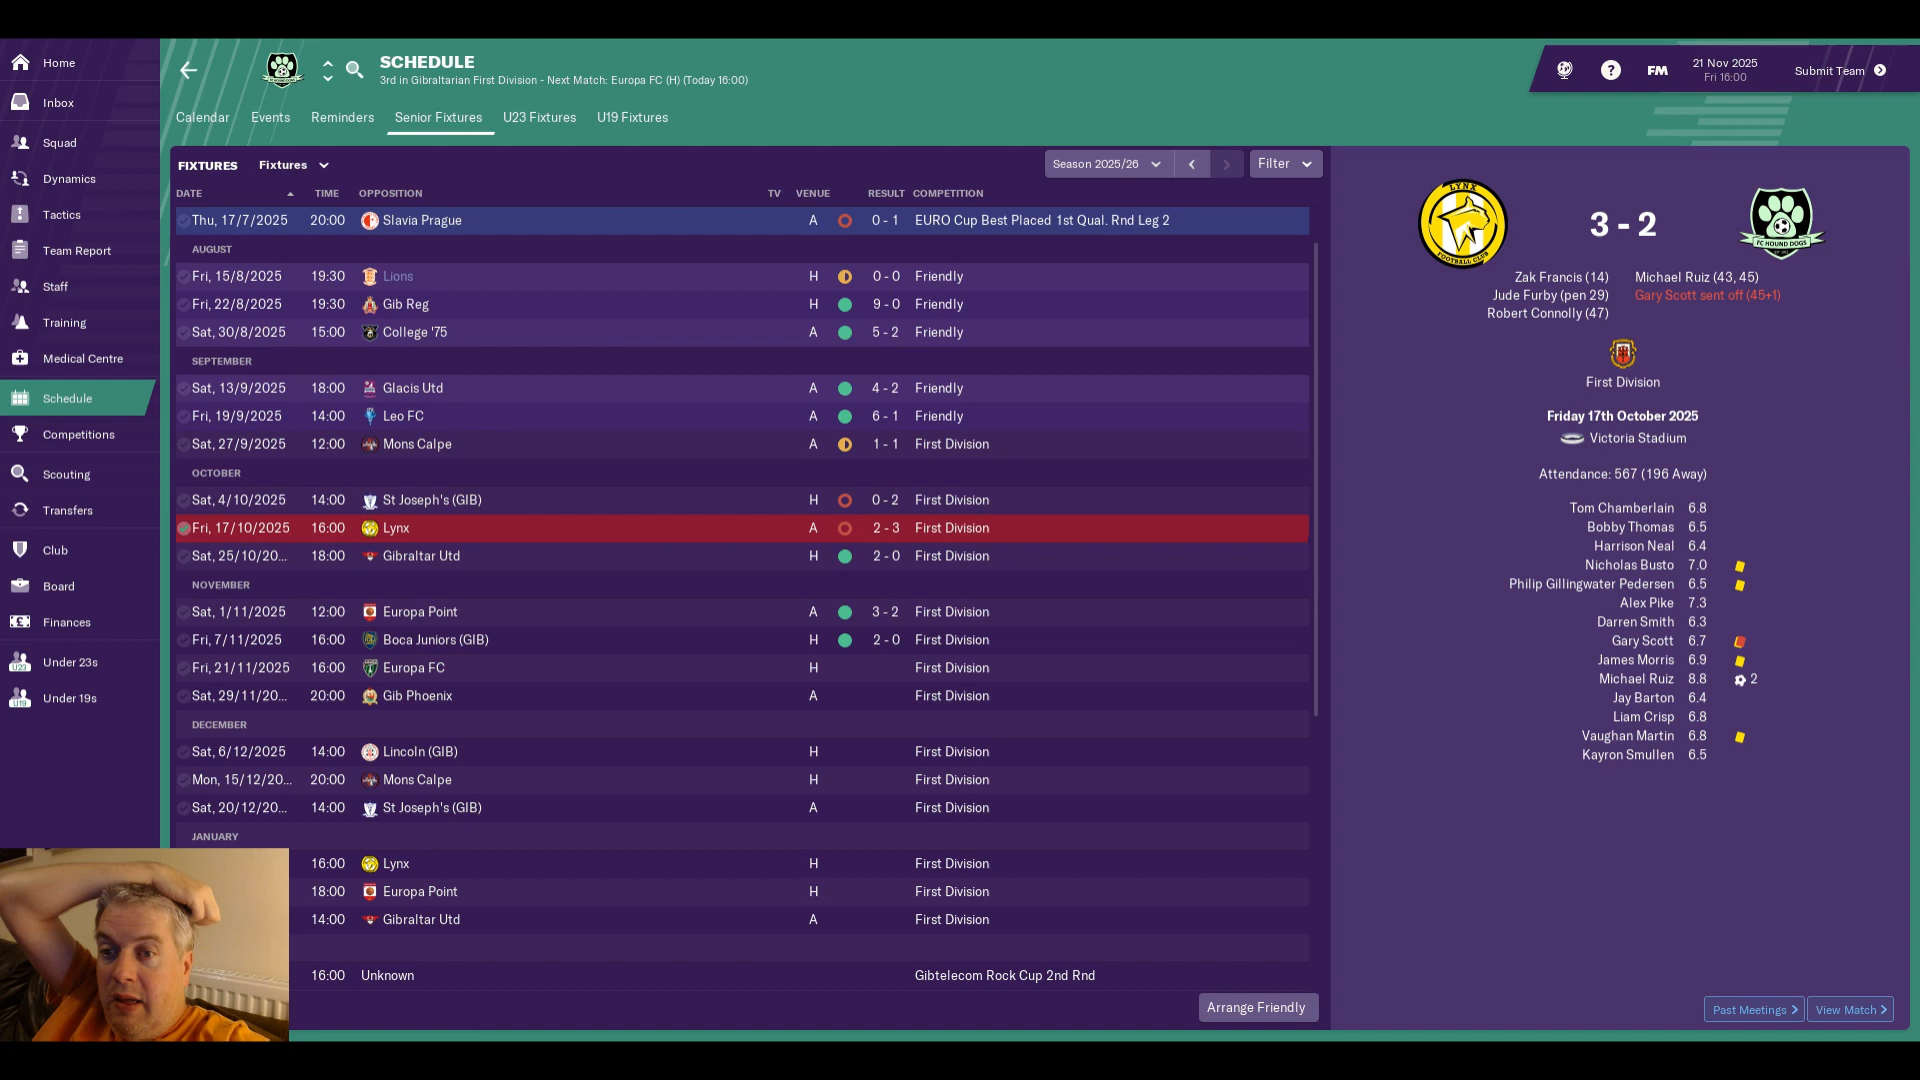 Home
Inbox
Squad
Dynamics
Tactics
Team Report
Staff
Training
Medical Centre
Schedule
Competitions
Scouting
Transfers
Club
Board
Finances
U23
Under 23s
U19
Under 19s
SCHEDULE
3rd in Gibraltarian First Division - Next Match: Europa FC (H) (Today 16:00)
FM
21 Nov 2025
Fri 16:00
Submit Team
Calendar Events Reminders Senior Fixtures U23 Fixtures U19 Fixtures
FIXTURES Fixtures Season 2025/26 Filter
DATE TIME OPPOSITION TV VENUE RESULT COMPETITION
Thu, 17/7/2025 20:00 Slavia Prague A 0 - 1 EURO Cup Best Placed 1st Qual. Rnd Leg 2
AUGUST
Fri, 15/8/2025 19:30 Lions H 0 - 0 Friendly
Fri, 22/8/2025 19:30 Gib Reg H 9 - 0 Friendly
Sat, 30/8/2025 15:00 College '75 A 5 - 2 Friendly
SEPTEMBER
Sat, 13/9/2025 18:00 Glacis Utd A 4 - 2 Friendly
Fri, 19/9/2025 14:00 Leo FC A 6 - 1 Friendly
Sat, 27/9/2025 12:00 Mons Calpe A 1 - 1 First Division
OCTOBER
Sat, 4/10/2025 14:00 St Joseph's (GIB) H 0 - 2 First Division
Fri, 17/10/2025 16:00 Lynx A 2 - 3 First Division
Sat, 25/10/20... 18:00 Gibraltar Utd H 2 - 0 First Division
NOVEMBER
Sat, 1/11/2025 12:00 Europa Point A 3 - 2 First Division
Fri, 7/11/2025 16:00 Boca Juniors (GIB) H 2 - 0 First Division
Fri, 21/11/2025 16:00 Europa FC H First Division
Sat, 29/11/20... 20:00 Gib Phoenix A First Division
DECEMBER
Sat, 6/12/2025 14:00 Lincoln (GIB) H First Division
Mon, 15/12/20... 20:00 Mons Calpe H First Division
Sat, 20/12/20... 14:00 St Joseph's (GIB) A First Division
JANUARY
16:00 Lynx H First Division
18:00 Europa Point H First Division
14:00 Gibraltar Utd A First Division
16:00 Unknown Gibtelecom Rock Cup 2nd Rnd
Arrange Friendly
LYNX
FOOTBALL CLUB
3 - 2
FC HOUND DOGS
Zak Francis (14) Michael Ruiz (43, 45)
Jude Furby (pen 29) Gary Scott sent off (45+1)
Robert Connolly (47)
First Division
Friday 17th October 2025
Victoria Stadium
Attendance: 567 (196 Away)
Tom Chamberlain 6.8
Bobby Thomas 6.5
Harrison Neal 6.4
Nicholas Busto 7.0
Philip Gillingwater Pedersen 6.5
Alex Pike 7.3
Darren Smith 6.3
Gary Scott 6.7
James Morris 6.9
Michael Ruiz 8.8 2
Jay Barton 6.4
Liam Crisp 6.8
Vaughan Martin 6.8
Kayron Smullen 6.5
Past Meetings View Match